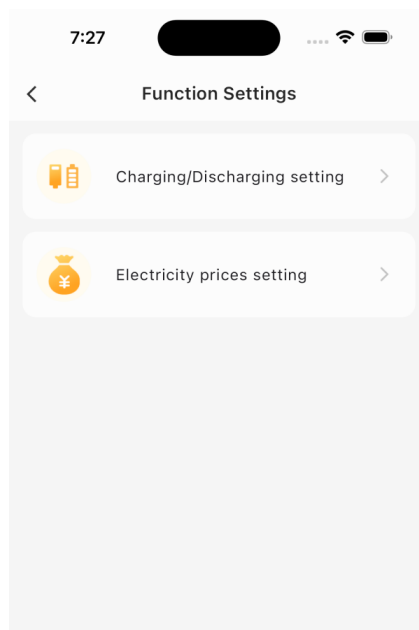 7:27
Function Settings
Charging/Discharging setting
¥
Electricity prices setting